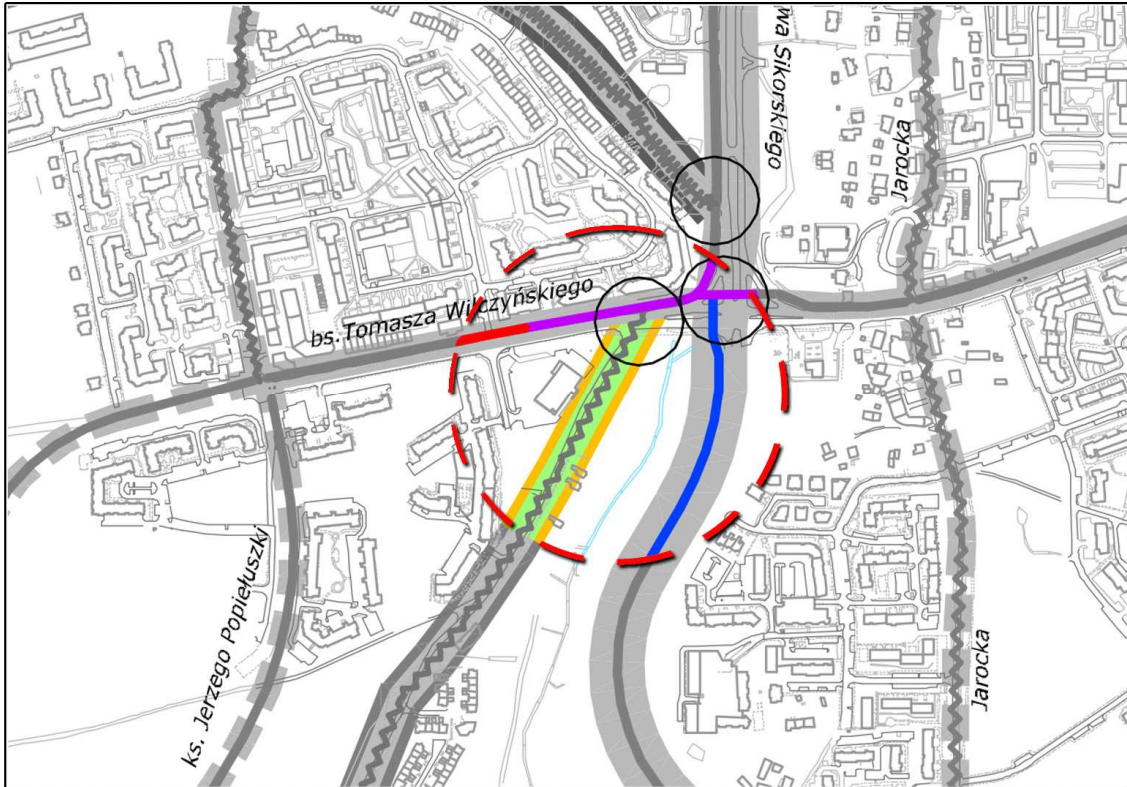 wa Sikorskiego
Jarocka
bs.Tomasza Wilczyńskiego
ks. Jerzego Popiełuszki
Jarocka